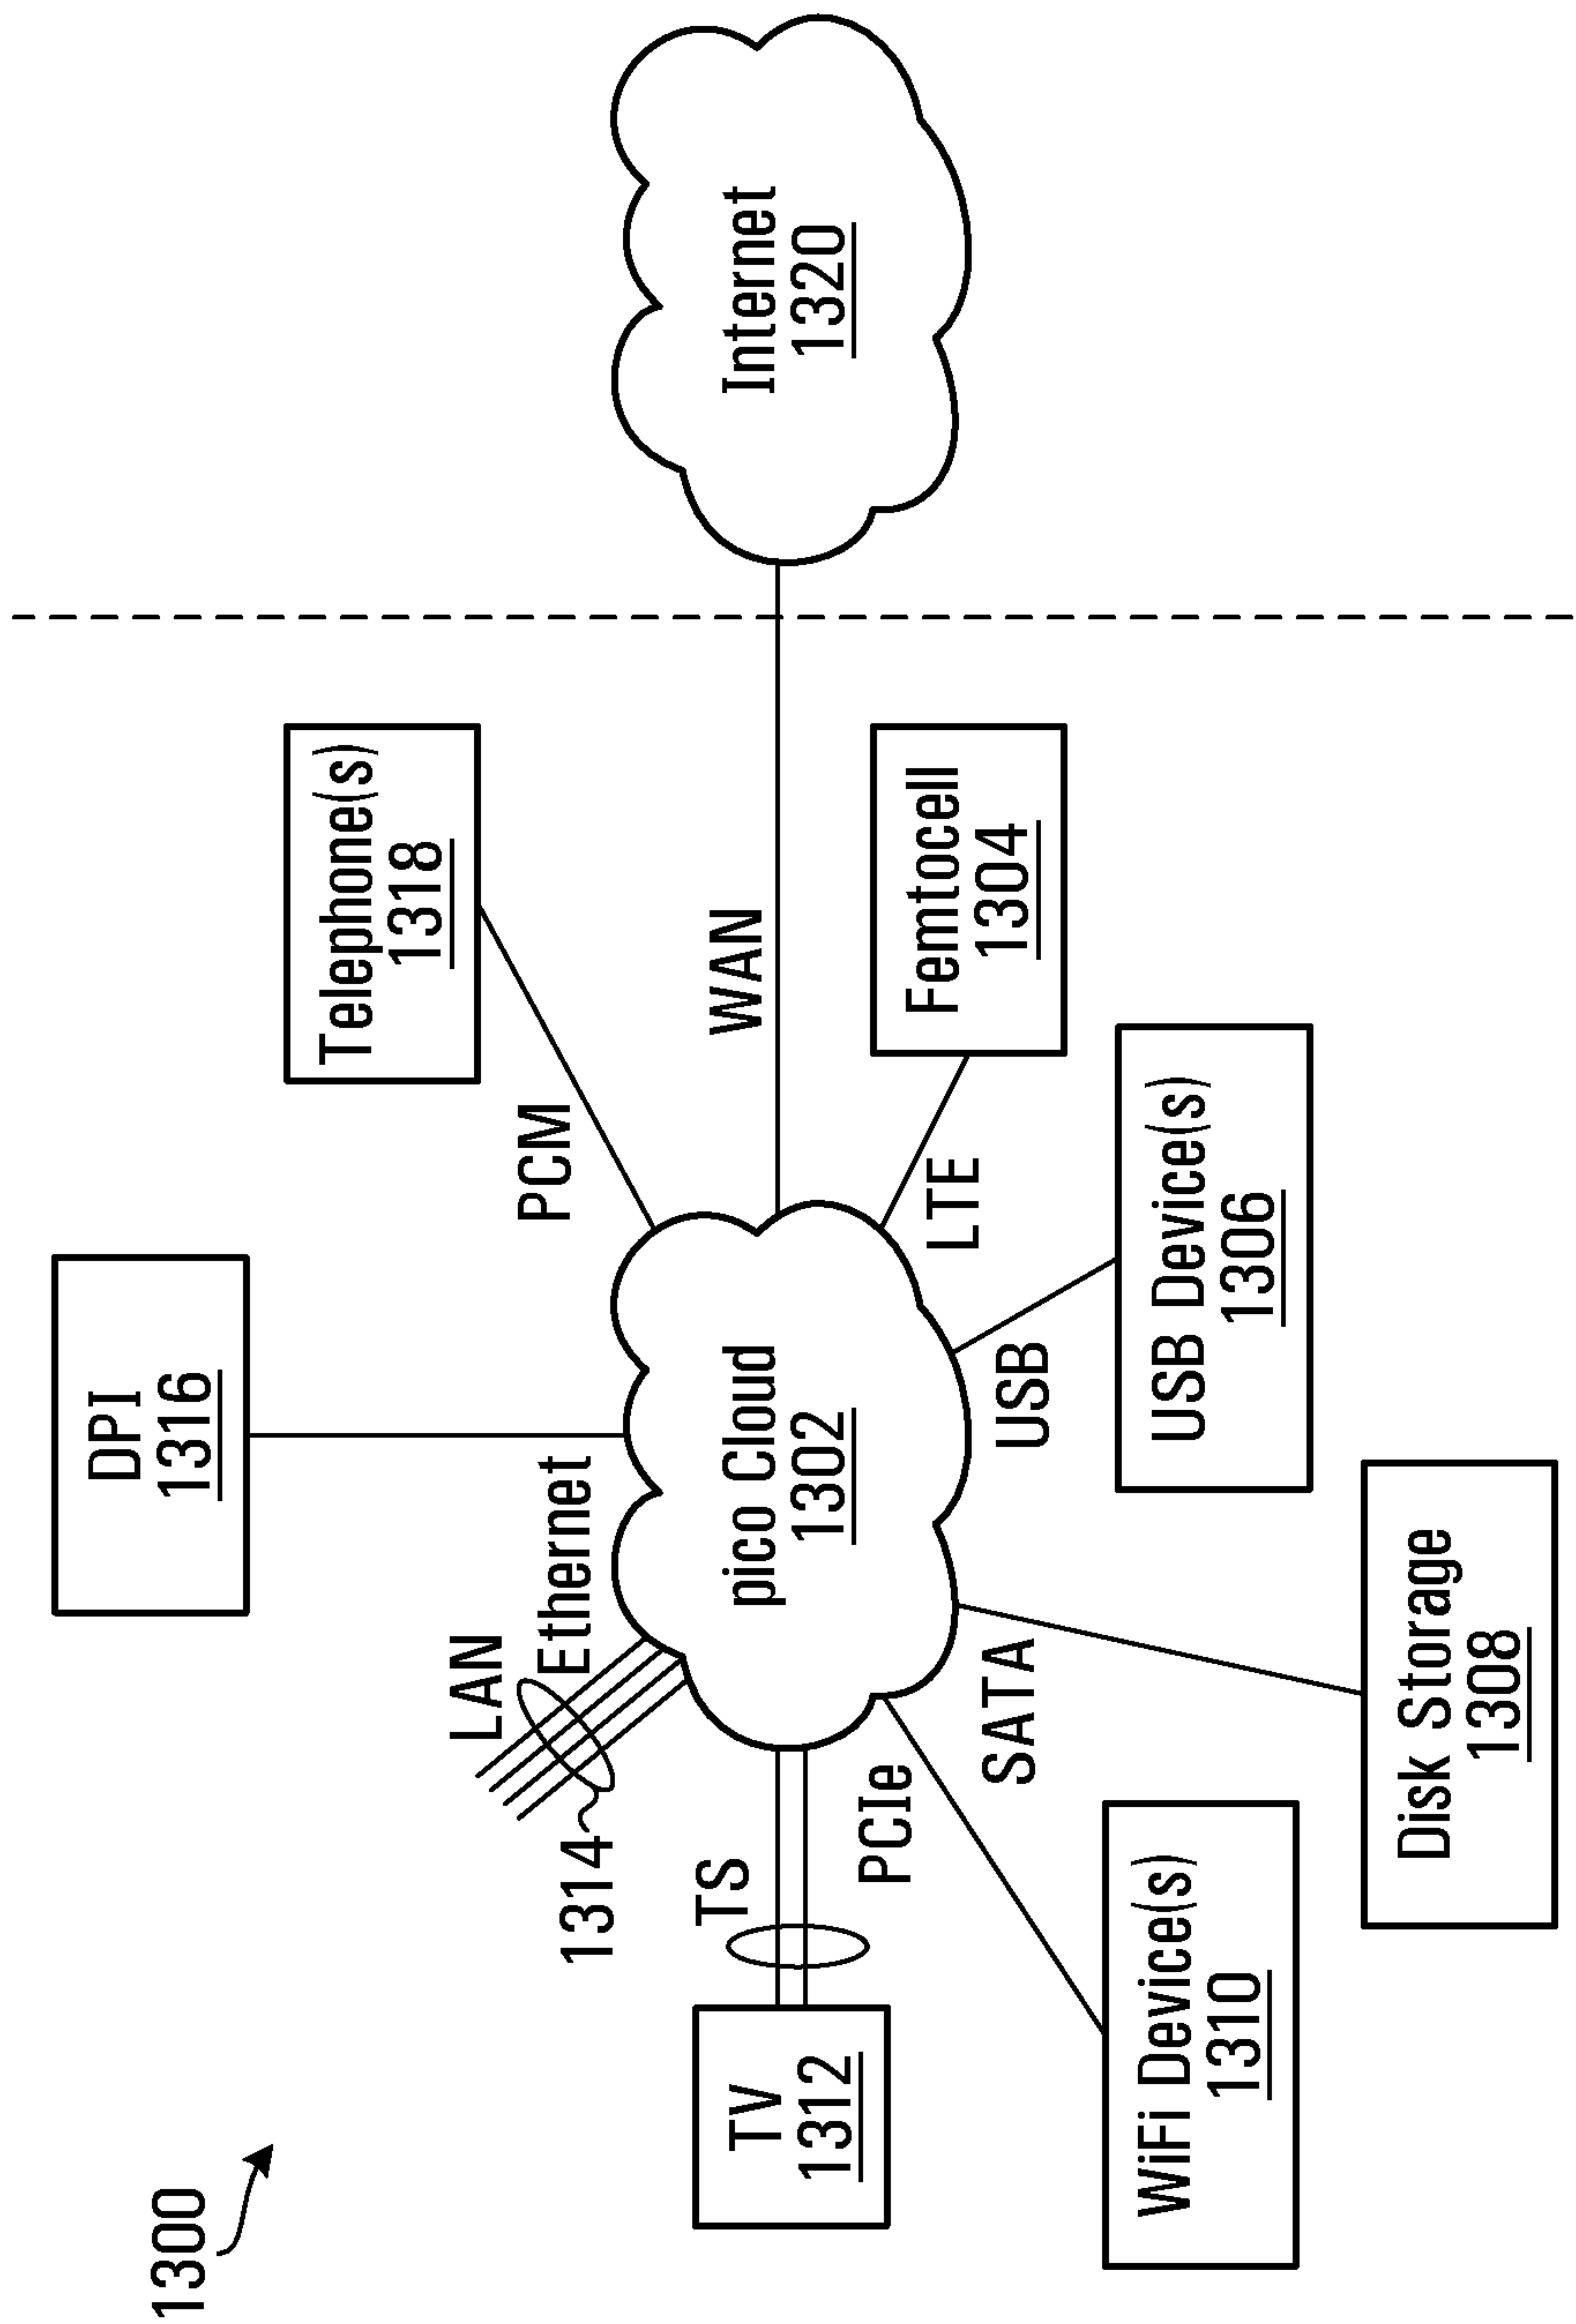 1300
DPI
1316
Telephone(s)
1318
PCM
LAN
Ethernet
1314
TS
TV
1312
pico Cloud
1302
WAN
Internet
1320
PCIe
SATA
USB
LTE
Femtocell
1304
WiFi Device(s)
1310
USB Device(s)
1306
Disk Storage
1308